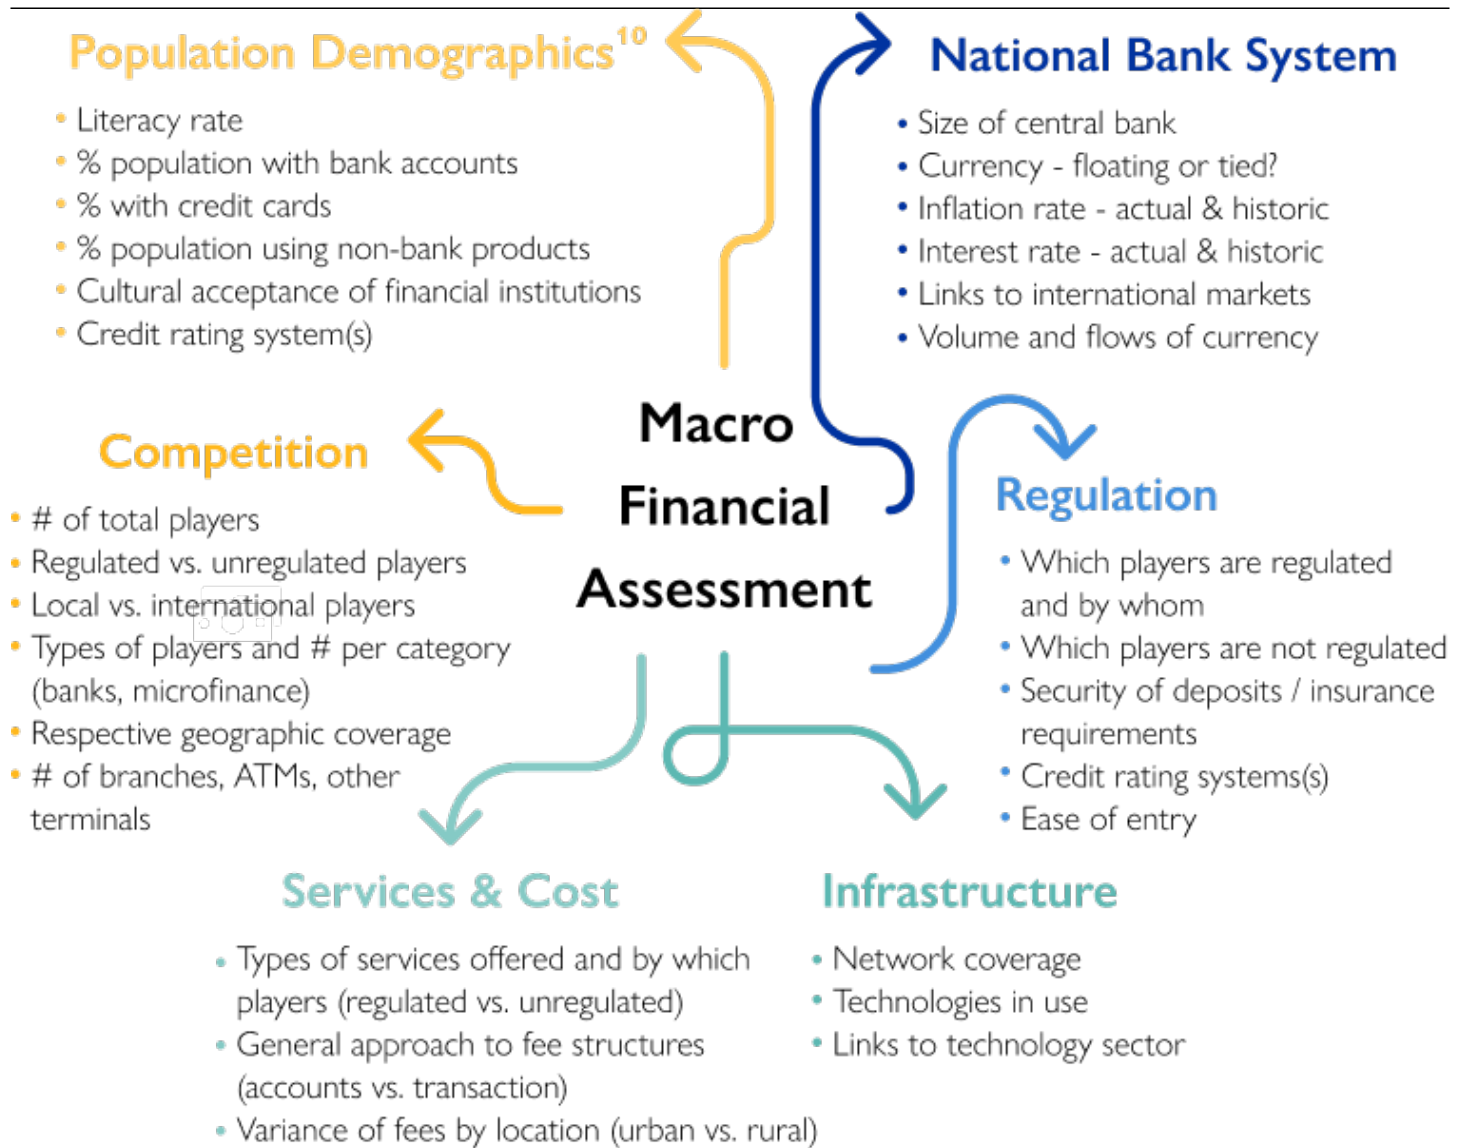 Population Demographics10
• Literacy rate
• % population with bank accounts
• % with credit cards
• % population using non-bank products
• Cultural acceptance of financial institutions
• Credit rating system(s)
National Bank System
• Size of central bank
• Currency - floating or tied?
• Inflation rate - actual & historic
• Interest rate - actual & historic
• Links to international markets
• Volume and flows of currency
Macro
Financial
Assessment
Competition
• # of total players
• Regulated vs. unregulated players
• Local vs. international players
• Types of players and # per category
(banks, microfinance)
• Respective geographic coverage
• # of branches, ATMs, other
terminals
Regulation
• Which players are regulated
and by whom
• Which players are not regulated
• Security of deposits / insurance
requirements
• Credit rating systems(s)
• Ease of entry
Services & Cost
• Types of services offered and by which
players (regulated vs. unregulated)
• General approach to fee structures
(accounts vs. transaction)
• Variance of fees by location (urban vs. rural)
Infrastructure
• Network coverage
• Technologies in use
• Links to technology sector